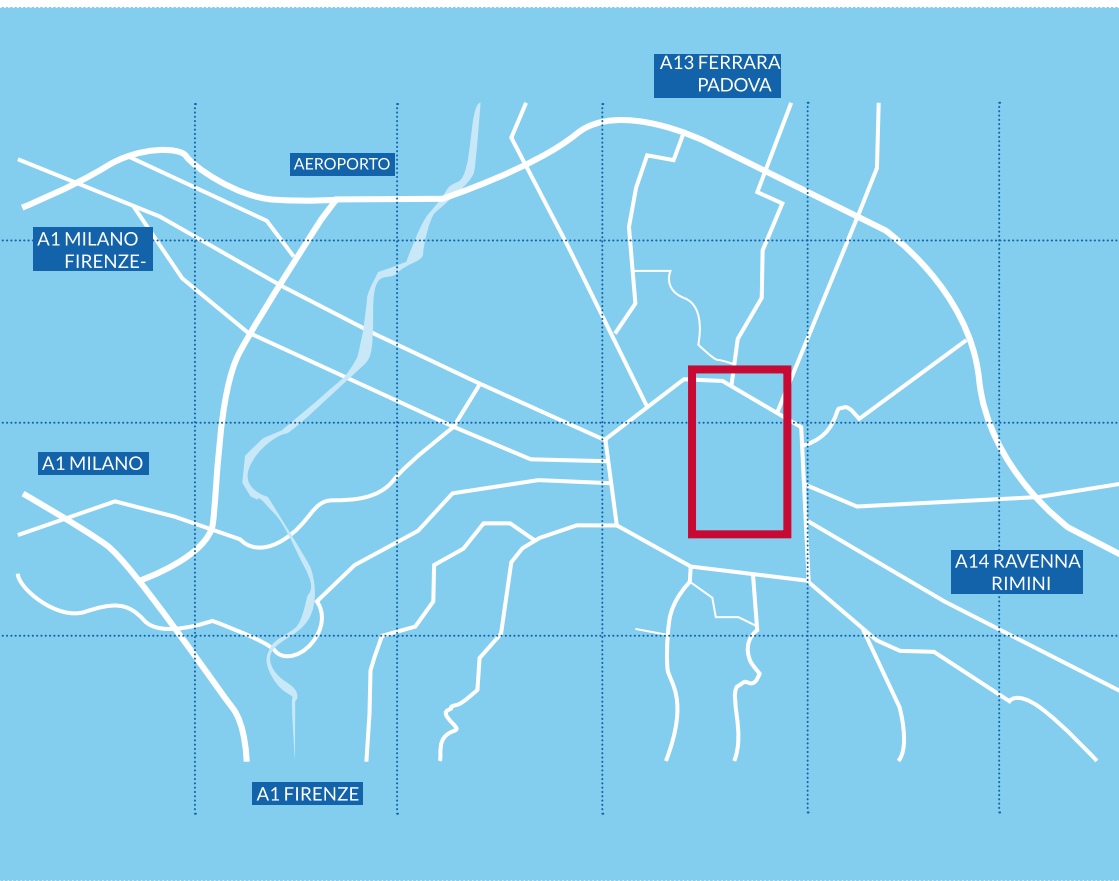 A13 FERRARA
PADOVA
AEROPORTO
A1 MILANO
FIRENZE-
A1 MILANO
A14 RAVENNA
RIMINI
A1 FIRENZE